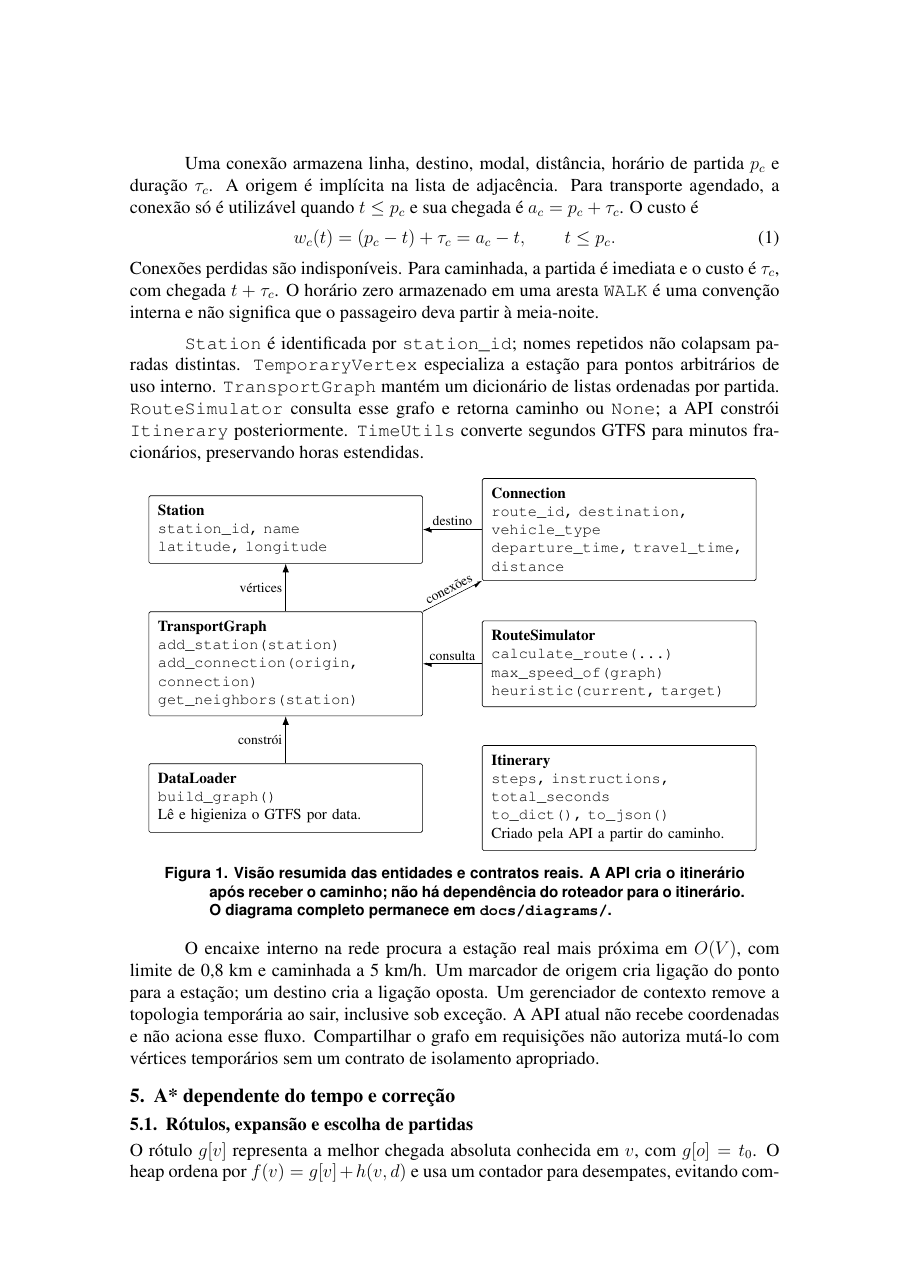 Uma conexão armazena linha, destino, modal, distância, horário de partida p_c e
duração τ_c. A origem é implícita na lista de adjacência. Para transporte agendado, a
conexão só é utilizável quando t ≤ p_c e sua chegada é a_c = p_c + τ_c. O custo é
w_c(t) = (p_c − t) + τ_c = a_c − t, t ≤ p_c. (1)
Conexões perdidas são indisponíveis. Para caminhada, a partida é imediata e o custo é τ_c,
com chegada t + τ_c. O horário zero armazenado em uma aresta WALK é uma convenção
interna e não significa que o passageiro deva partir à meia-noite.
Station é identificada por station_id; nomes repetidos não colapsam pa-
radas distintas. TemporaryVertex especializa a estação para pontos arbitrários de
uso interno. TransportGraph mantém um dicionário de listas ordenadas por partida.
RouteSimulator consulta esse grafo e retorna caminho ou None; a API constrói
Itinerary posteriormente. TimeUtils converte segundos GTFS para minutos fra-
cionários, preservando horas estendidas.
Station
station_id, name
latitude, longitude
destino
Connection
route_id, destination,
vehicle_type
departure_time, travel_time,
distance
vértices
conexões
TransportGraph
add_station(station)
add_connection(origin,
connection)
get_neighbors(station)
consulta
RouteSimulator
calculate_route(...)
max_speed_of(graph)
heuristic(current, target)
constrói
DataLoader
build_graph()
Lê e higieniza o GTFS por data.
Itinerary
steps, instructions,
total_seconds
to_dict(), to_json()
Criado pela API a partir do caminho.
Figura 1. Visão resumida das entidades e contratos reais. A API cria o itinerário
após receber o caminho; não há dependência do roteador para o itinerário.
O diagrama completo permanece em docs/diagrams/.
O encaixe interno na rede procura a estação real mais próxima em O(V), com
limite de 0,8 km e caminhada a 5 km/h. Um marcador de origem cria ligação do ponto
para a estação; um destino cria a ligação oposta. Um gerenciador de contexto remove a
topologia temporária ao sair, inclusive sob exceção. A API atual não recebe coordenadas
e não aciona esse fluxo. Compartilhar o grafo em requisições não autoriza mutá-lo com
vértices temporários sem um contrato de isolamento apropriado.
5. A* dependente do tempo e correção
5.1. Rótulos, expansão e escolha de partidas
O rótulo g[v] representa a melhor chegada absoluta conhecida em v, com g[o] = t_0. O
heap ordena por f(v) = g[v]+h(v, d) e usa um contador para desempates, evitando com-